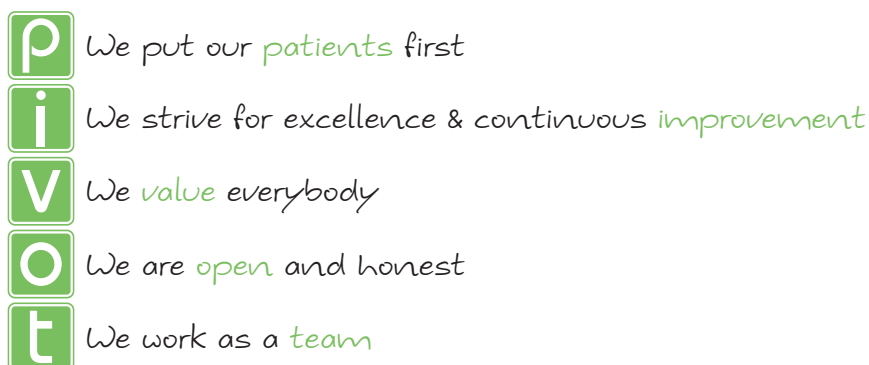 p We put our patients first
i We strive for excellence & continuous improvement
v We value everybody
o We are open and honest
t We work as a team